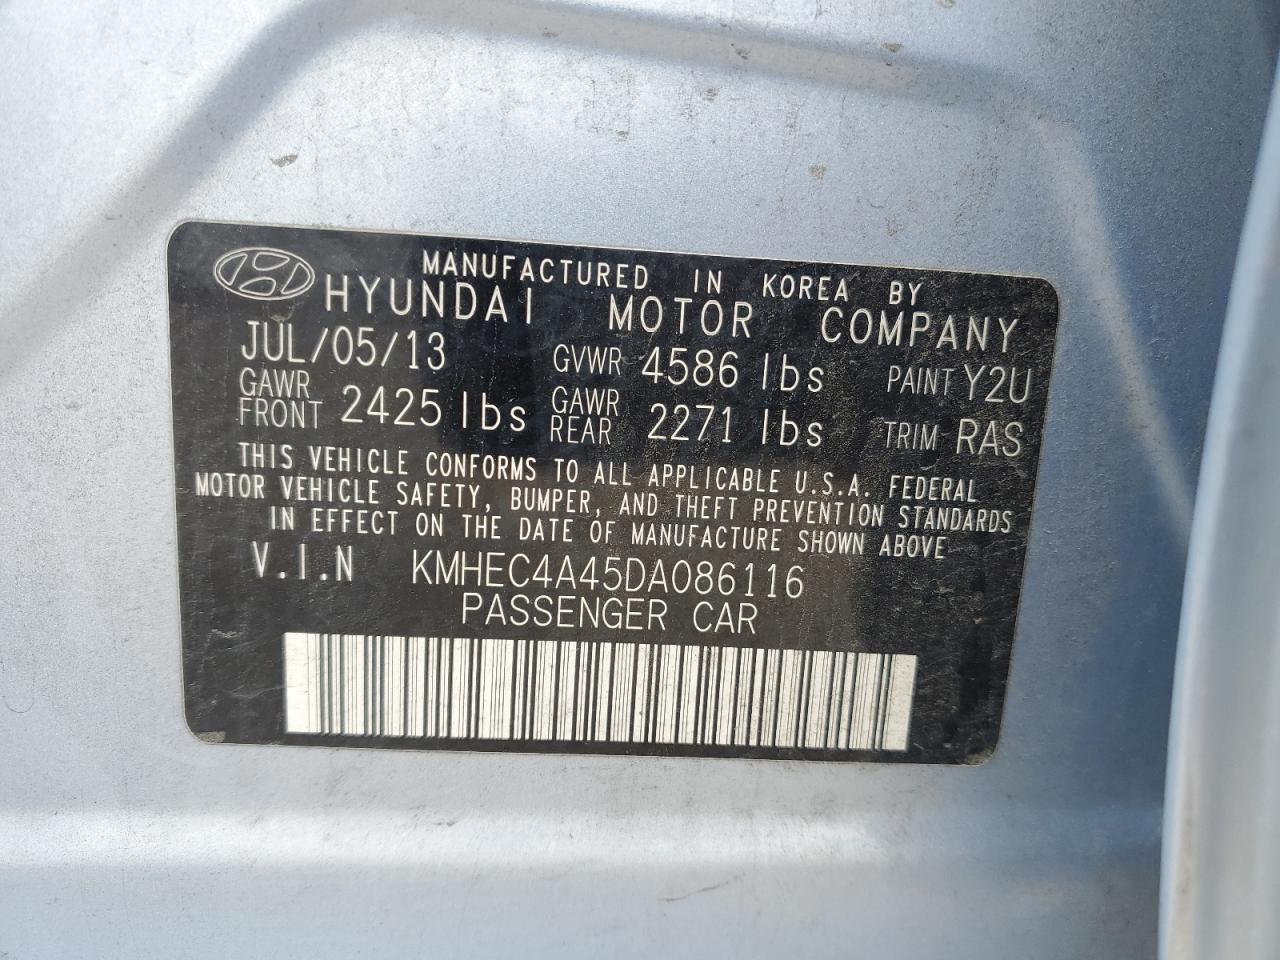 MANUFACTURED IN KOREA BY
HYUNDAI MOTOR COMPANY
JUL/05/13 GVWR 4586 lbs PAINT Y2U
GAWR FRONT 2425 lbs GAWR REAR 2271 lbs TRIM RAS
THIS VEHICLE CONFORMS TO ALL APPLICABLE U.S.A. FEDERAL
MOTOR VEHICLE SAFETY, BUMPER, AND THEFT PREVENTION STANDARDS
IN EFFECT ON THE DATE OF MANUFACTURE SHOWN ABOVE
V.I.N KMHEC4A45DA086116
PASSENGER CAR